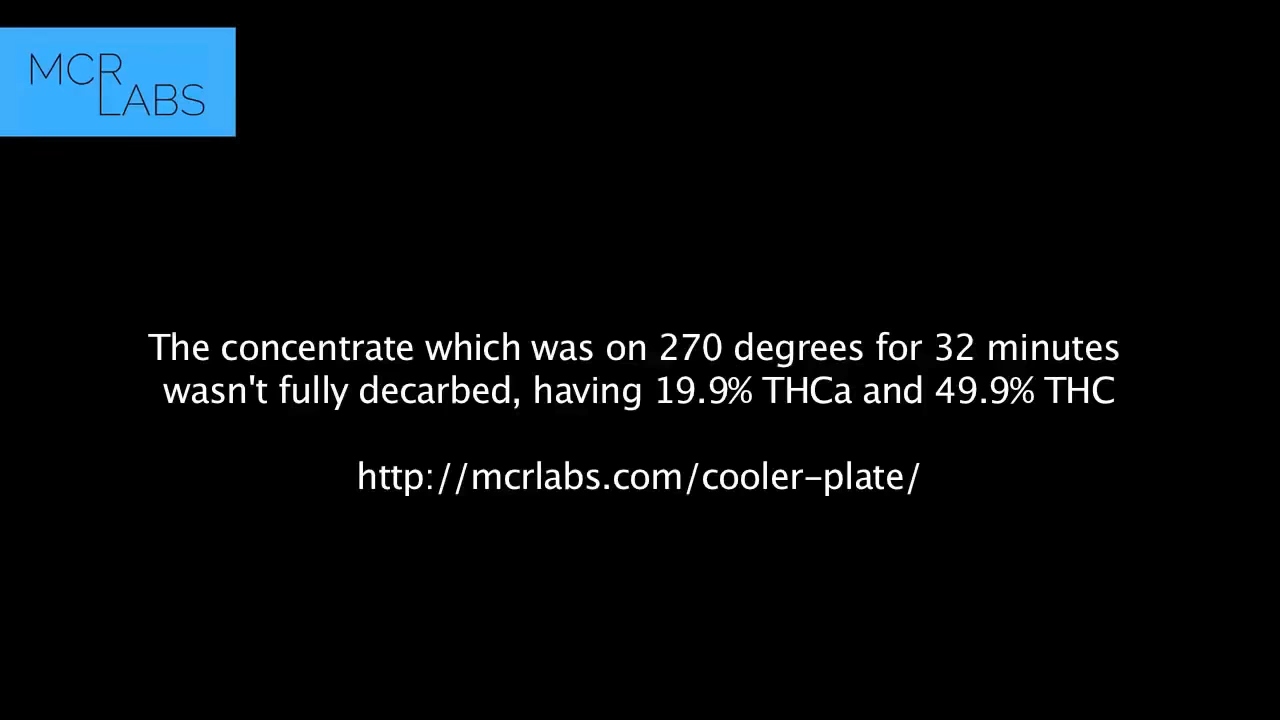 MCR
LABS
The concentrate which was on 270 degrees for 32 minutes
wasn't fully decarbed, having 19.9% THCa and 49.9% THC
http://mcrlabs.com/cooler-plate/